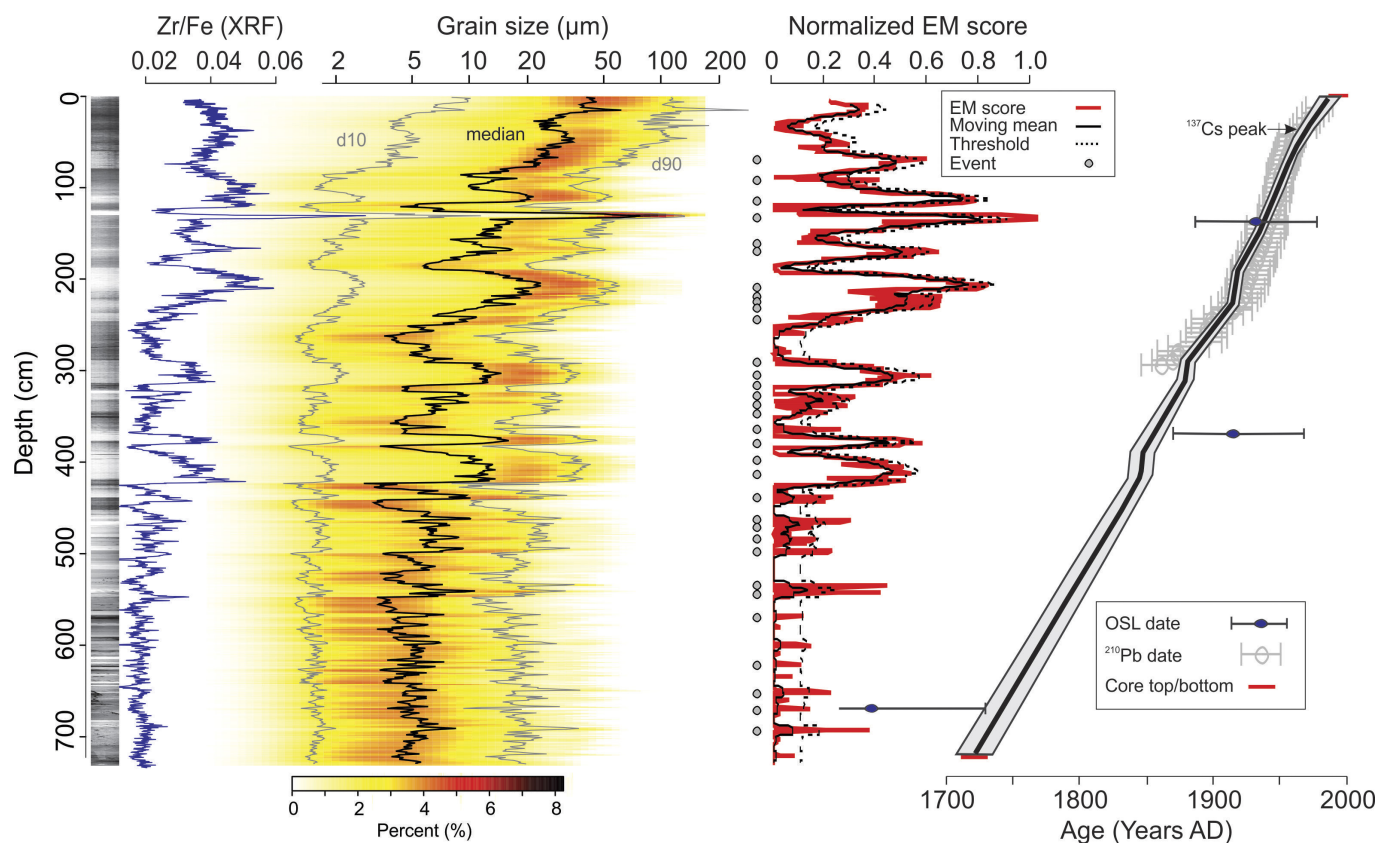 Zr/Fe (XRF) Grain size (μm) Normalized EM score
0.02 0.04 0.06 2 5 10 20 50 100 200 0 0.2 0.4 0.6 0.8 1.0
Depth (cm)
0
100
200
300
400
500
600
700
d10
median
d90
EM score
Moving mean
Threshold
Event
¹³⁷Cs peak
OSL date
²¹⁰Pb date
Core top/bottom
0 2 4 6 8
Percent (%)
1700 1800 1900 2000
Age (Years AD)